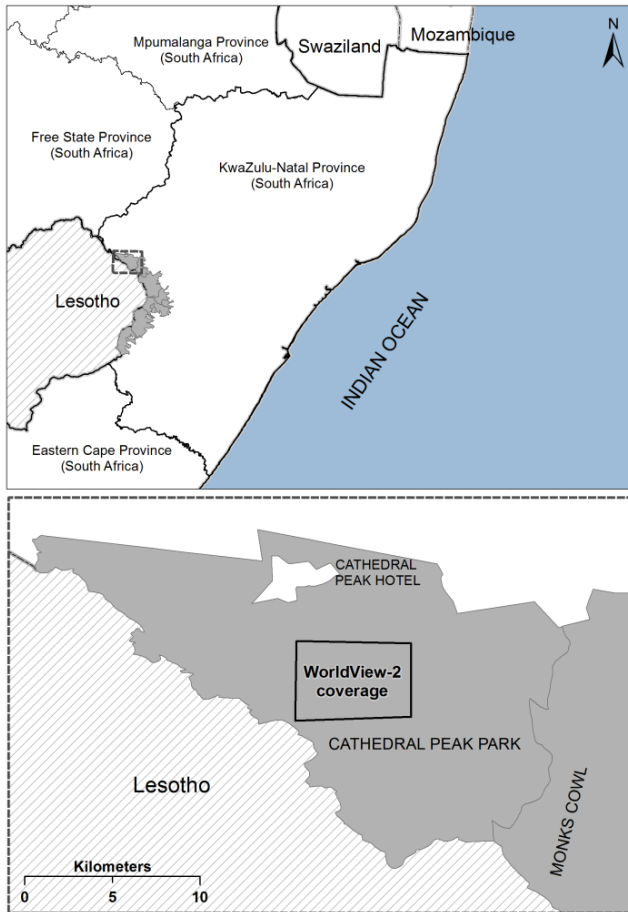 Mpumalanga Province
(South Africa)
Swaziland
Mozambique
N
Free State Province
(South Africa)
KwaZulu-Natal Province
(South Africa)
Lesotho
INDIAN OCEAN
Eastern Cape Province
(South Africa)
CATHEDRAL
PEAK HOTEL
WorldView-2
coverage
CATHEDRAL PEAK PARK
Lesotho
MONKS COWL
Kilometers
0 5 10